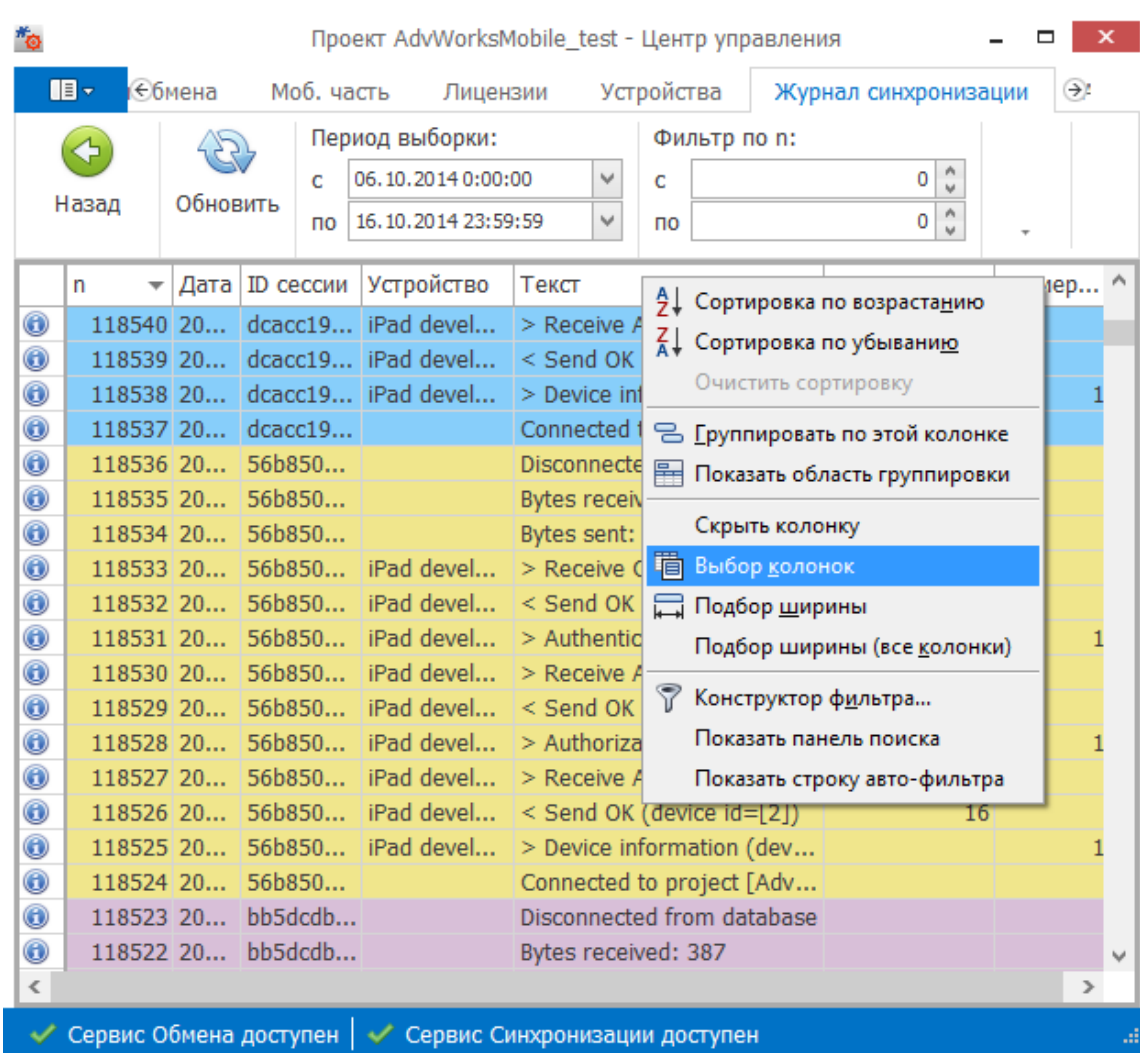 Проект AdvWorksMobile_test - Центр управления
бмена Моб. часть Лицензии Устройства Журнал синхронизации
Назад
Обновить
Период выборки:
с 06.10.2014 0:00:00
по 16.10.2014 23:59:59
Фильтр по n:
с 0
по 0
n Дата ID сессии Устройство Текст мер...
118540 20... dcacc19... iPad devel... > Receive A
118539 20... dcacc19... iPad devel... < Send OK
118538 20... dcacc19... iPad devel... > Device inf 1
118537 20... dcacc19... Connected t
118536 20... 56b850... Disconnecte
118535 20... 56b850... Bytes receiv
118534 20... 56b850... Bytes sent:
118533 20... 56b850... iPad devel... > Receive C
118532 20... 56b850... iPad devel... < Send OK
118531 20... 56b850... iPad devel... > Authentic 1
118530 20... 56b850... iPad devel... > Receive A
118529 20... 56b850... iPad devel... < Send OK
118528 20... 56b850... iPad devel... > Authoriza 1
118527 20... 56b850... iPad devel... > Receive A
118526 20... 56b850... iPad devel... < Send OK (device id=[2]) 16
118525 20... 56b850... iPad devel... > Device information (dev... 1
118524 20... 56b850... Connected to project [Adv...
118523 20... bb5dcdb... Disconnected from database
118522 20... bb5dcdb... Bytes received: 387
Сортировка по возрастанию
Сортировка по убыванию
Очистить сортировку
Группировать по этой колонке
Показать область группировки
Скрыть колонку
Выбор колонок
Подбор ширины
Подбор ширины (все колонки)
Конструктор фильтра...
Показать панель поиска
Показать строку авто-фильтра
Сервис Обмена доступен Сервис Синхронизации доступен